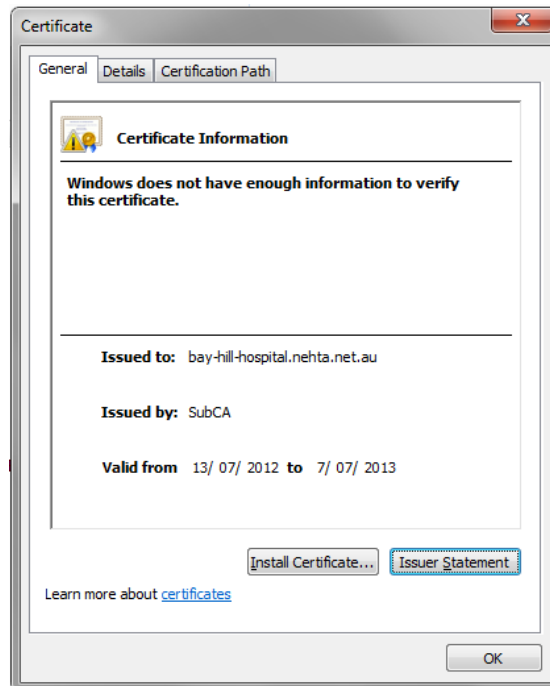 Certificate
General Details Certification Path
Certificate Information
Windows does not have enough information to verify
this certificate.
Issued to: bay-hill-hospital.nehta.net.au
Issued by: SubCA
Valid from 13/ 07/ 2012 to 7/ 07/ 2013
Install Certificate... Issuer Statement
Learn more about certificates
OK